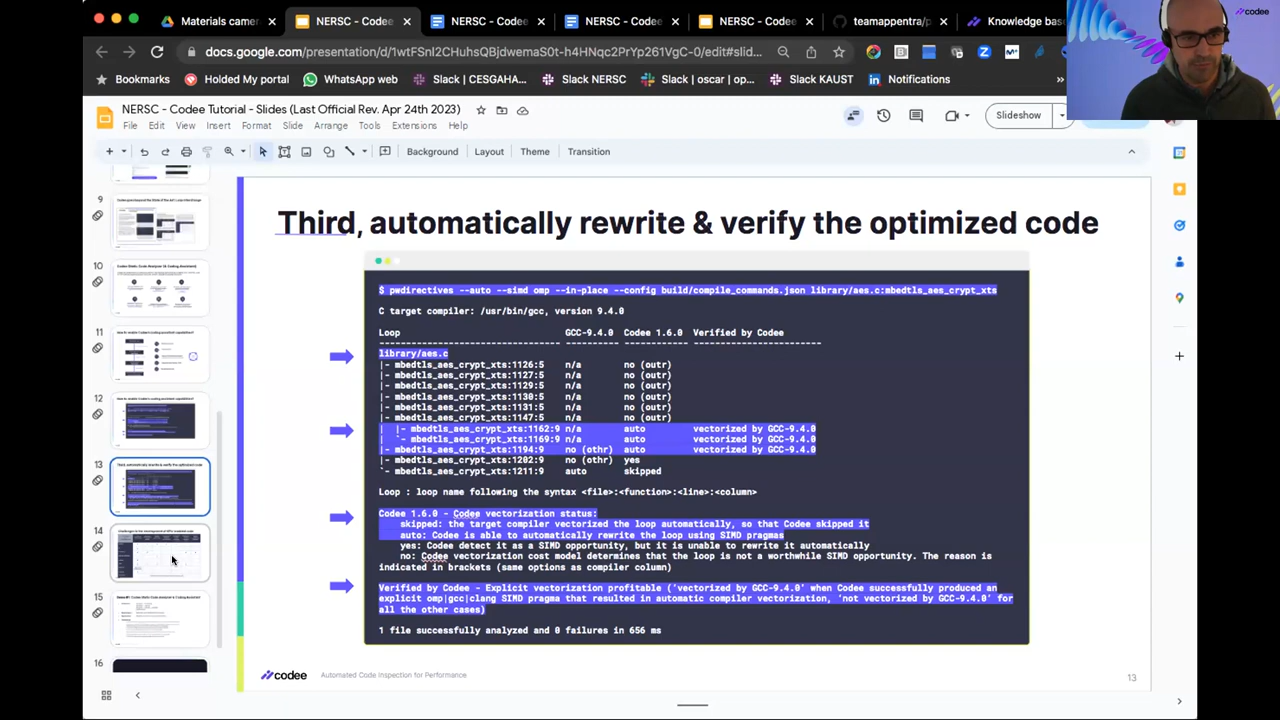 Materials camer
NERSC - Codee
NERSC - Code
NERSC - Code
NERSC - Codee
teamappentra/p
Knowledge bas
codee
docs.google.com/presentation/d/1wtFSnI2CHuhsQBjdwemaS0t-h4HNqc2PrYp261VgC-0/edit#slid...
Bookmarks
Holded My portal
WhatsApp web
Slack | CESGAHA...
Slack NERSC
Slack | oscar | op...
Slack KAUST
Notifications
»
NERSC - Codee Tutorial - Slides (Last Official Rev. Apr 24th 2023)
File Edit View Insert Format Slide Arrange Tools Extensions Help
Slideshow
Background Layout Theme Transition
9
10
11
12
13
14
15
16
Third, automatically rewrite & verify the optimized code
$ pwdirectives --auto --simd omp --in-place --config build/compile_commands.json library/aes.c:mbedtls_aes_crypt_xts
C target compiler: /usr/bin/gcc, version 9.4.0
Loop GCC-9.4.0 Codee 1.6.0 Verified by Codee
library/aes.c
|- mbedtls_aes_crypt_xts:1126:5 n/a no (outr)
|- mbedtls_aes_crypt_xts:1127:5 n/a no (outr)
|- mbedtls_aes_crypt_xts:1129:5 n/a no (outr)
|- mbedtls_aes_crypt_xts:1130:5 n/a no (outr)
|- mbedtls_aes_crypt_xts:1131:5 n/a no (outr)
|- mbedtls_aes_crypt_xts:1147:5 n/a no (outr)
| |- mbedtls_aes_crypt_xts:1162:9 n/a auto vectorized by GCC-9.4.0
| |- mbedtls_aes_crypt_xts:1169:9 n/a auto vectorized by GCC-9.4.0
|- mbedtls_aes_crypt_xts:1194:9 no (othr) auto vectorized by GCC-9.4.0
|- mbedtls_aes_crypt_xts:1202:9 no (othr) yes
|- mbedtls_aes_crypt_xts:1211:9 auto skipped
Loop : loop name following the syntax <file>:<function>:<line>:<column>
Codee 1.6.0 - Codee vectorization status:
skipped: the target compiler vectorized the loop automatically, so that Codee skipped it
auto: Codee is able to automatically rewrite the loop using SIMD pragmas
yes: Codee detect it as a SIMD opportunity, but it is unable to rewrite it automatically
no: Codee vectorization cost model determines that the loop is not a worthwhile SIMD opportunity. The reason is
indicated in brackets (same options as compiler column)
Verified by Codee - Explicit vectorization profitable ('vectorized by GCC-9.4.0' when Codee successfully produced an
explicit omp|gcc|clang SIMD pragma that resulted in automatic compiler vectorization, 'not vectorized by GCC-9.4.0' for
all the other cases)
1 file successfully analyzed and 0 failures in 656 ms
codee
Automated Code Inspection for Performance
13